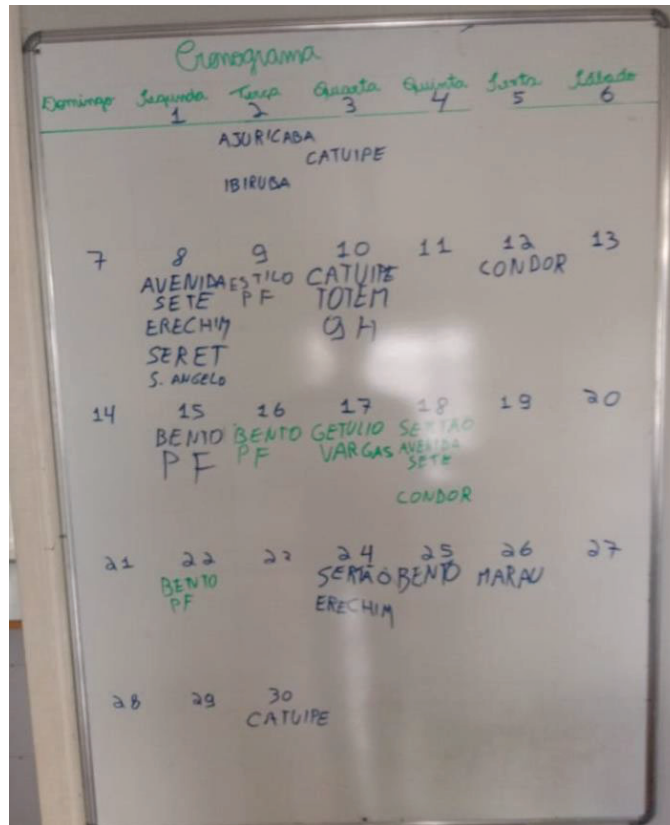 Cronograma
Domingo Segunda Terça Quarta Quinta Sexta Sábado
1 2 3 4 5 6
AJURICABA
CATUIPE
IBIRUBA
7 8 9 10 11 12 13
AVENIDA ESTILO CATUIPE CONDOR
SETE PF TOTEM
ERECHIM 9H
SERET
S. ANGELO
14 15 16 17 18 19 20
BENTO BENTO GETULIO SERTAO
PF PF VARGAS AVENIDA
SETE
CONDOR
21 22 23 24 25 26 27
BENTO SERTÃO BENTO MARAU
PF ERECHIM
28 29 30
CATUIPE